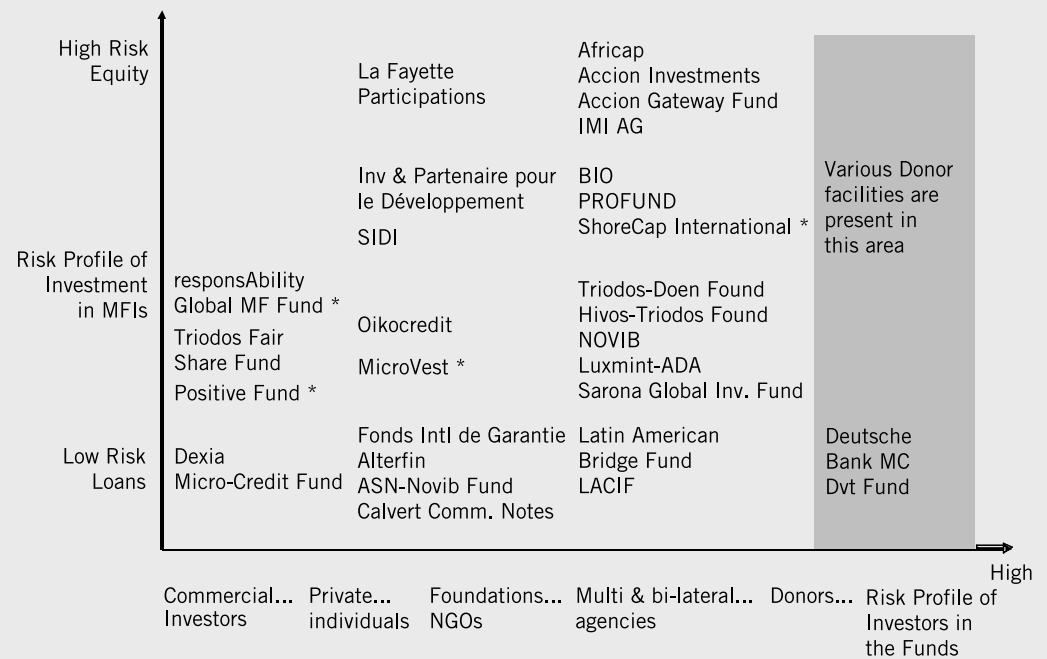 High Risk
Equity
La Fayette
Participations
Africap
Accion Investments
Accion Gateway Fund
IMI AG
Inv & Partenaire pour
le Développement
SIDI
BIO
PROFUND
ShoreCap International *
Various Donor
facilities are
present in
this area
Risk Profile of
Investment
in MFIs
responsAbility
Global MF Fund *
Triodos Fair
Share Fund
Positive Fund *
Oikocredit
MicroVest *
Triodos-Doen Found
Hivos-Triodos Found
NOVIB
Luxmint-ADA
Sarona Global Inv. Fund
Low Risk
Loans
Dexia
Micro-Credit Fund
Fonds Intl de Garantie
Alterfin
ASN-Novib Fund
Calvert Comm. Notes
Latin American
Bridge Fund
LACIF
Deutsche
Bank MC
Dvt Fund
High
Commercial...
Investors
Private...
individuals
Foundations...
NGOs
Multi & bi-lateral...
agencies
Donors...
Risk Profile of
Investors in
the Funds